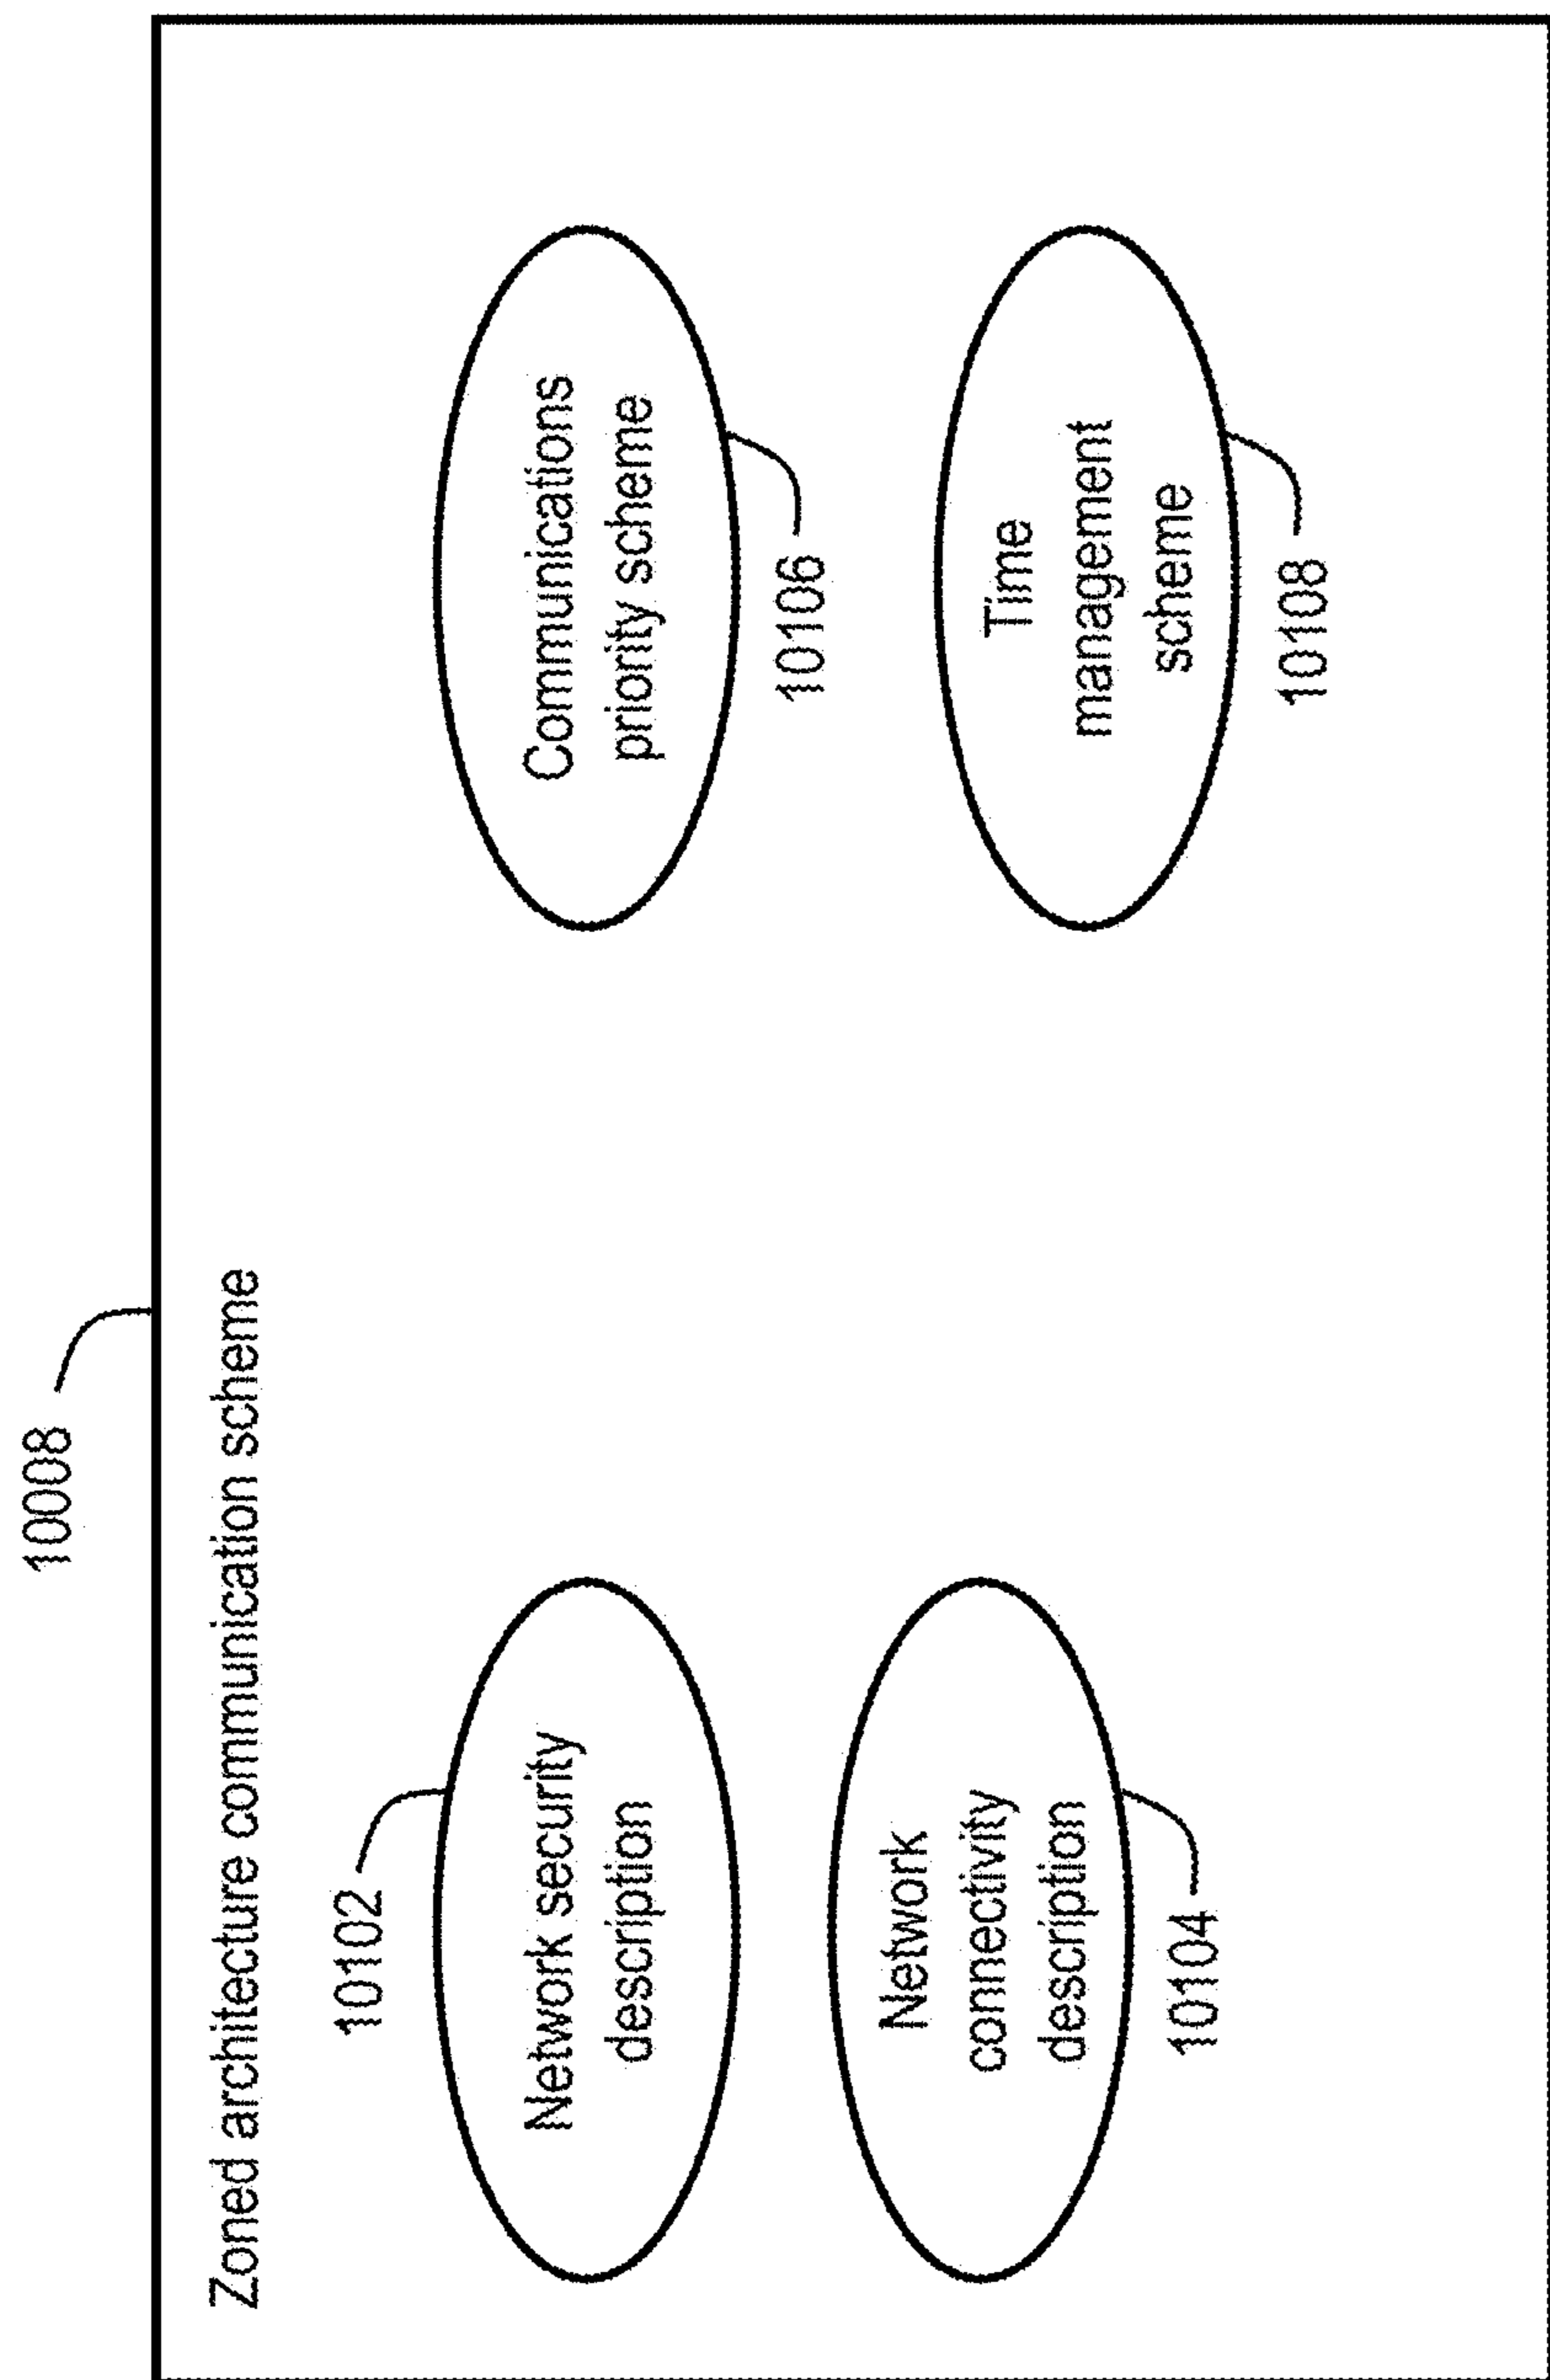 10008
Zoned architecture communication scheme
10102
Network security
description
Network
connectivity
description
10104
Communications
priority scheme
10106
Time
management
scheme
10108